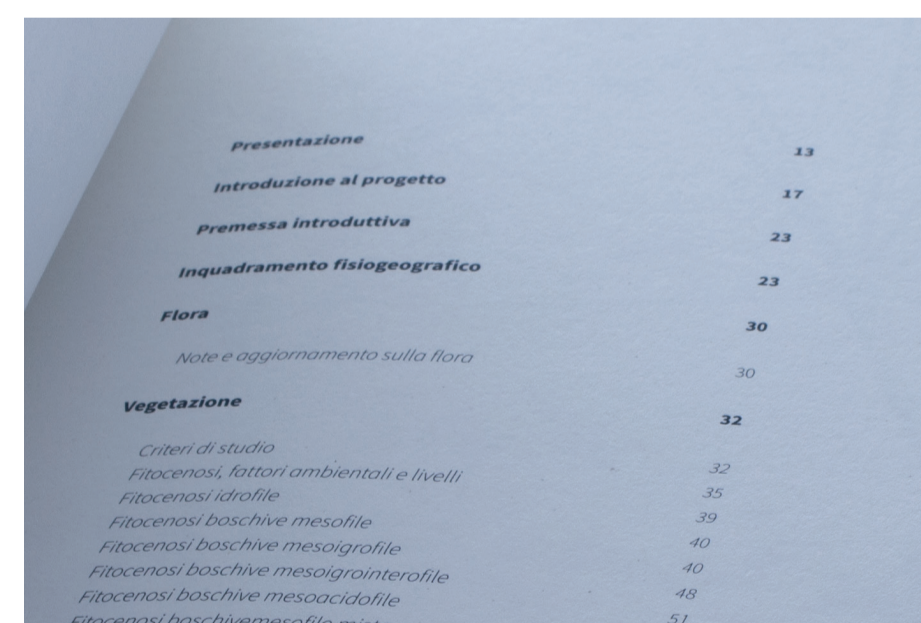 Presentazione 13
Introduzione al progetto 17
Premessa introduttiva 23
Inquadramento fisiogeografico 23
Flora 30
Note e aggiornamento sulla flora 30
Vegetazione 32
Criteri di studio 32
Fitocenosi, fattori ambientali e livelli 35
Fitocenosi idrofile 39
Fitocenosi boschive mesofile 40
Fitocenosi boschive mesoigrofile 40
Fitocenosi boschive mesoigrointerofile 48
Fitocenosi boschive mesoacidofile 51
Fitocenosi boschivemesofile